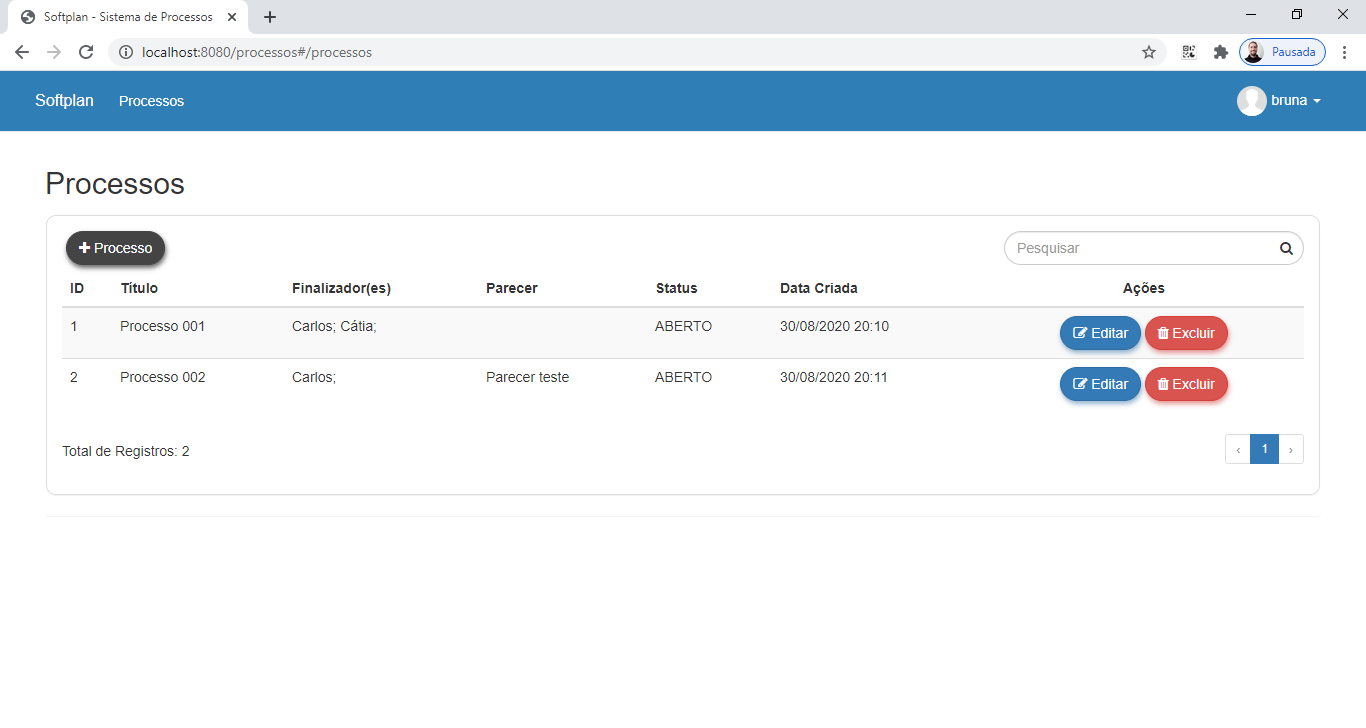 Softplan - Sistema de Processos
localhost:8080/processos#/processos
Pausada
Softplan Processos bruna
Processos
Processo
Pesquisar
ID Título Finalizador(es) Parecer Status Data Criada Ações
1 Processo 001 Carlos; Cátia; ABERTO 30/08/2020 20:10 Editar Excluir
2 Processo 002 Carlos; Parecer teste ABERTO 30/08/2020 20:11 Editar Excluir
Total de Registros: 2
‹ 1 ›